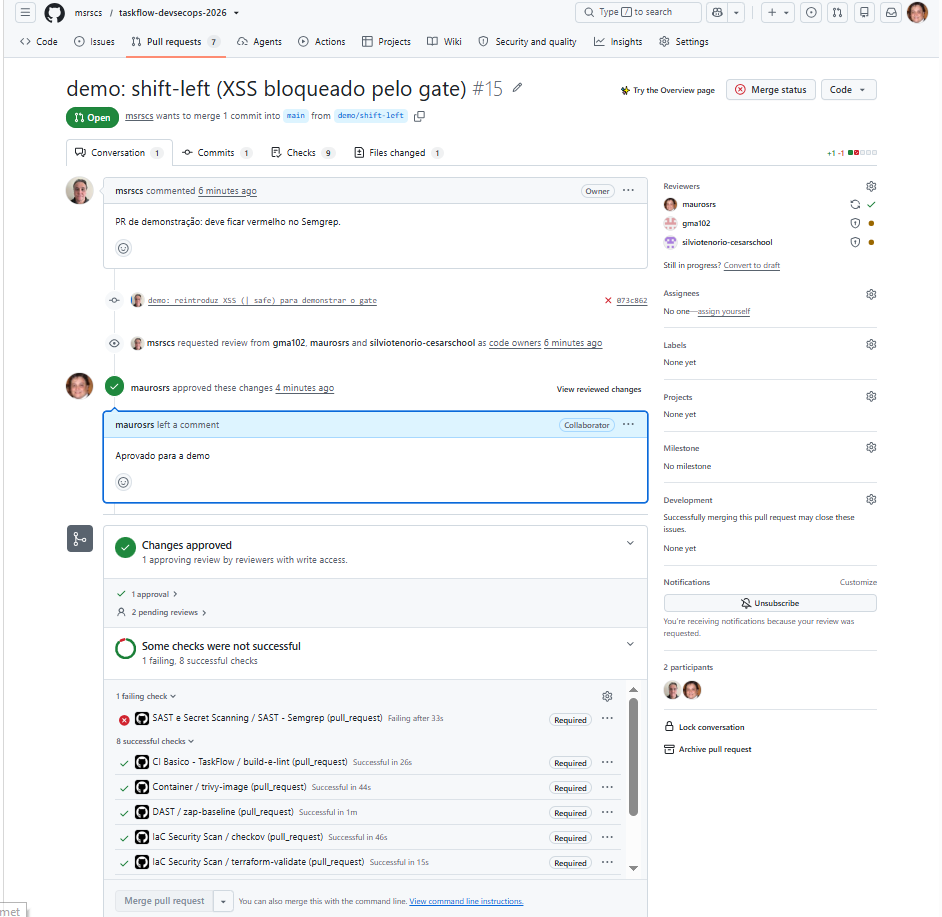 msrscs / taskflow-devsecops-2026
Type / to search
Code
Issues
Pull requests 7
Agents
Actions
Projects
Wiki
Security and quality
Insights
Settings
demo: shift-left (XSS bloqueado pelo gate) #15
Try the Overview page
Merge status
Code
Open
msrscs wants to merge 1 commit into main from demo/shift-left
Conversation 1
Commits 1
Checks 9
Files changed 1
+1 -1
msrscs commented 6 minutes ago
Owner
PR de demonstração: deve ficar vermelho no Semgrep.
demo: reintroduz XSS (| safe) para demonstrar o gate
073c862
msrscs requested review from gma102, maurosrs and silviotenorio-cesarschool as code owners 6 minutes ago
maurosrs approved these changes 4 minutes ago
View reviewed changes
maurosrs left a comment
Collaborator
Aprovado para a demo
Changes approved
1 approving review by reviewers with write access.
1 approval
2 pending reviews
Some checks were not successful
1 failing, 8 successful checks
1 failing check
SAST e Secret Scanning / SAST - Semgrep (pull_request) Failing after 33s
Required
8 successful checks
CI Basico - TaskFlow / build-e-lint (pull_request) Successful in 26s
Required
Container / trivy-image (pull_request) Successful in 44s
Required
DAST / zap-baseline (pull_request) Successful in 1m
Required
IaC Security Scan / checkov (pull_request) Successful in 46s
Required
IaC Security Scan / terraform-validate (pull_request) Successful in 15s
Required
Merge pull request
You can also merge this with the command line. View command line instructions.
Reviewers
maurosrs
gma102
silviotenorio-cesarschool
Still in progress? Convert to draft
Assignees
No one—assign yourself
Labels
None yet
Projects
None yet
Milestone
No milestone
Development
Successfully merging this pull request may close these
issues.
None yet
Notifications
Customize
Unsubscribe
You're receiving notifications because your review was
requested.
2 participants
Lock conversation
Archive pull request
met